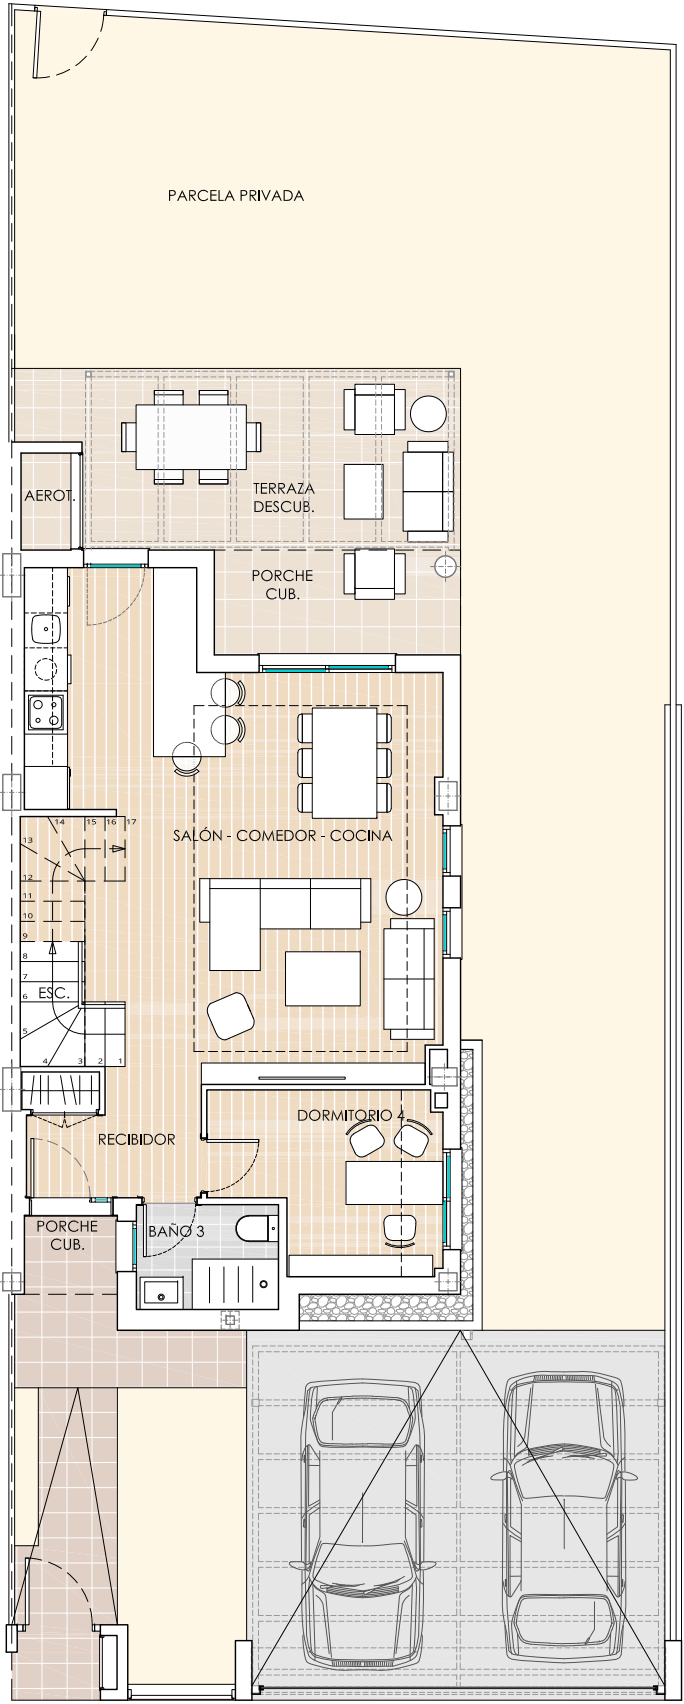 PARCELA PRIVADA
TERRAZA
DESCUB.
AEROT.
PORCHE
CUB.
14 15 16 17
13
SALÓN - COMEDOR - COCINA
12
11
10
9
8
7
ESC.
6
5
4 3 2 1
DORMITORIO 4
RECIBIDOR
PORCHE
CUB.
BAÑO 3